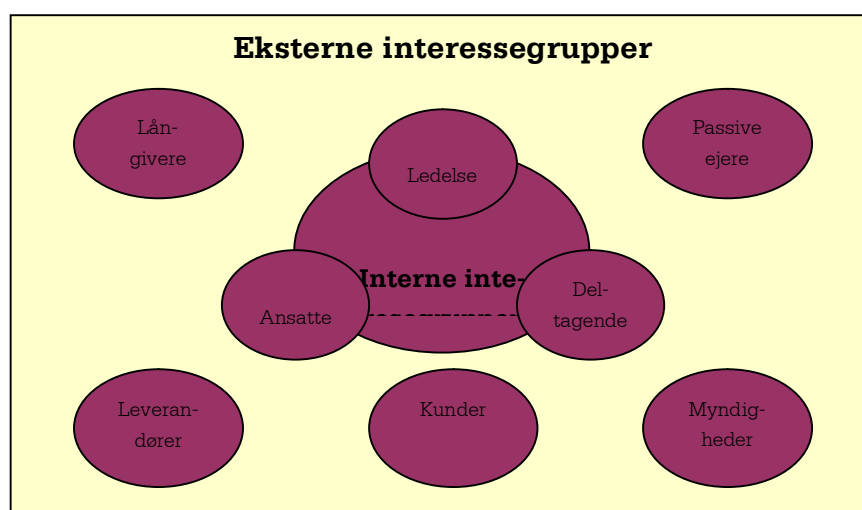 Eksterne interessegrupper
Lån-
givere
Passive
ejere
Ledelse
Interne inte-
Ansatte
Del-
tagende
Leveran-
dører
Kunder
Myndig-
heder